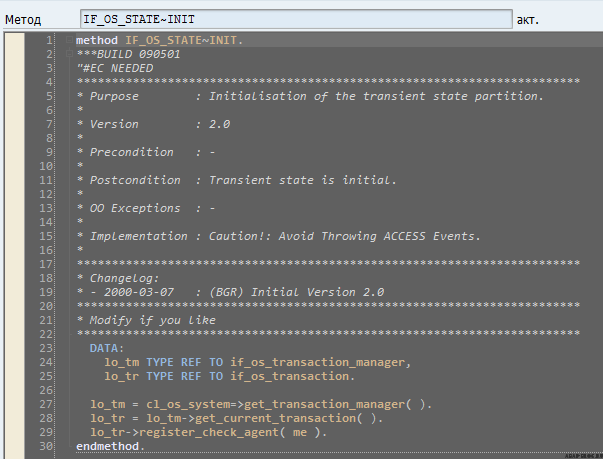 Метод IF_OS_STATE~INIT акт.
1 method IF_OS_STATE~INIT.
2 ***BUILD 090501
3 "#EC NEEDED
4 ************************************************************************
5 * Purpose : Initialisation of the transient state partition.
6 *
7 * Version : 2.0
8 *
9 * Precondition : -
10 *
11 * Postcondition : Transient state is initial.
12 *
13 * OO Exceptions : -
14 *
15 * Implementation : Caution!: Avoid Throwing ACCESS Events.
16 *
17 ************************************************************************
18 * Changelog:
19 * - 2000-03-07 : (BGR) Initial Version 2.0
20 ************************************************************************
21 * Modify if you like
22 ************************************************************************
23 DATA:
24 lo_tm TYPE REF TO if_os_transaction_manager,
25 lo_tr TYPE REF TO if_os_transaction.
26
27 lo_tm = cl_os_system=>get_transaction_manager( ).
28 lo_tr = lo_tm->get_current_transaction( ).
29 lo_tr->register_check_agent( me ).
30 endmethod.